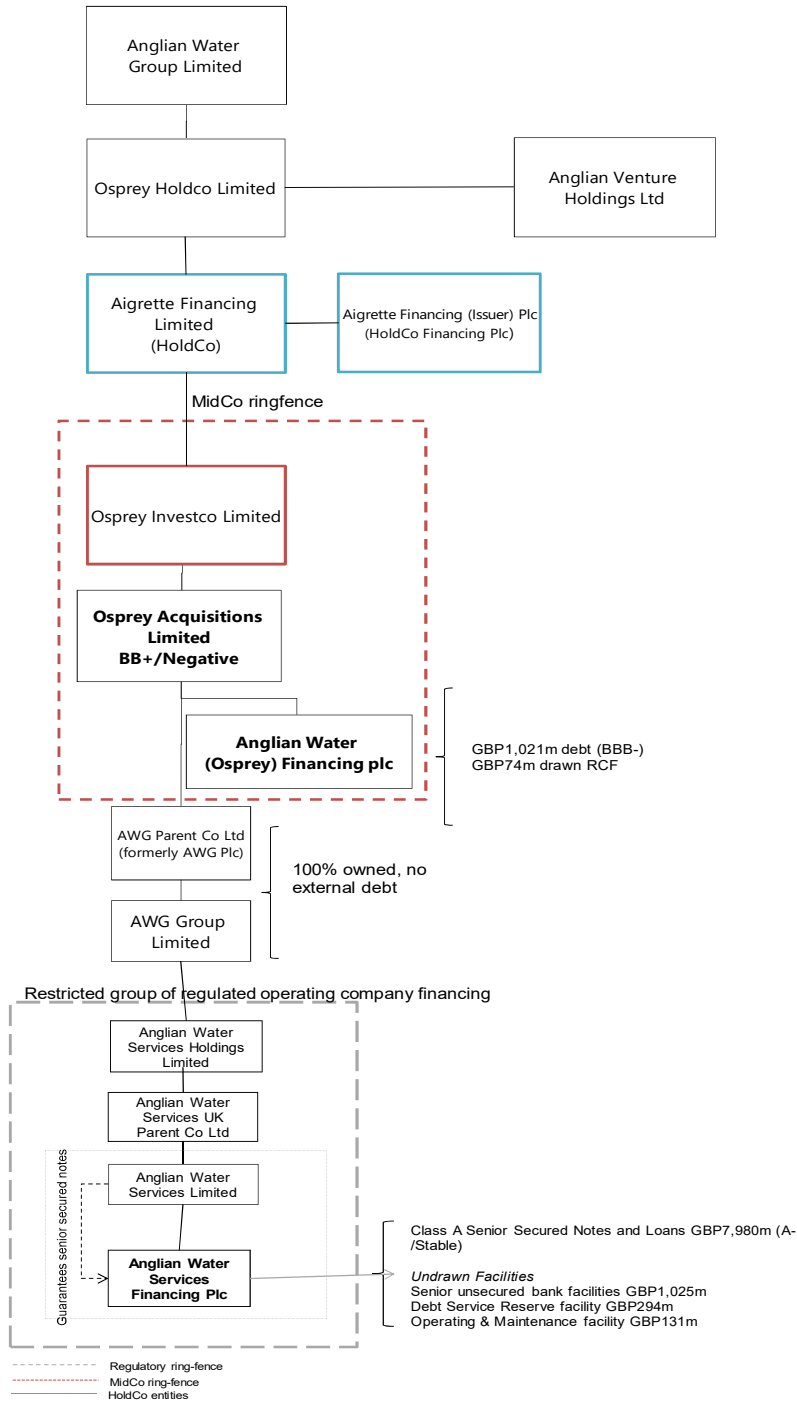 Anglian Water
Group Limited
Osprey Holdco Limited
Anglian Venture
Holdings Ltd
Aigrette Financing
Limited
(HoldCo)
Aigrette Financing (Issuer) Plc
(HoldCo Financing Plc)
MidCo ringfence
Osprey Investco Limited
Osprey Acquisitions
Limited
BB+/Negative
Anglian Water
(Osprey) Financing plc
GBP1,021m debt (BBB-)
GBP74m drawn RCF
AWG Parent Co Ltd
(formerly AWG Plc)
100% owned, no
external debt
AWG Group
Limited
Restricted group of regulated operating company financing
Anglian Water
Services Holdings
Limited
Anglian Water
Services UK
Parent Co Ltd
Guarantees senior secured notes
Anglian Water
Services Limited
Anglian Water
Services
Financing Plc
Class A Senior Secured Notes and Loans GBP7,980m (A-
/Stable)
Undrawn Facilities
Senior unsecured bank facilities GBP1,025m
Debt Service Reserve facility GBP294m
Operating & Maintenance facility GBP131m
Regulatory ring-fence
MidCo ring-fence
HoldCo entities